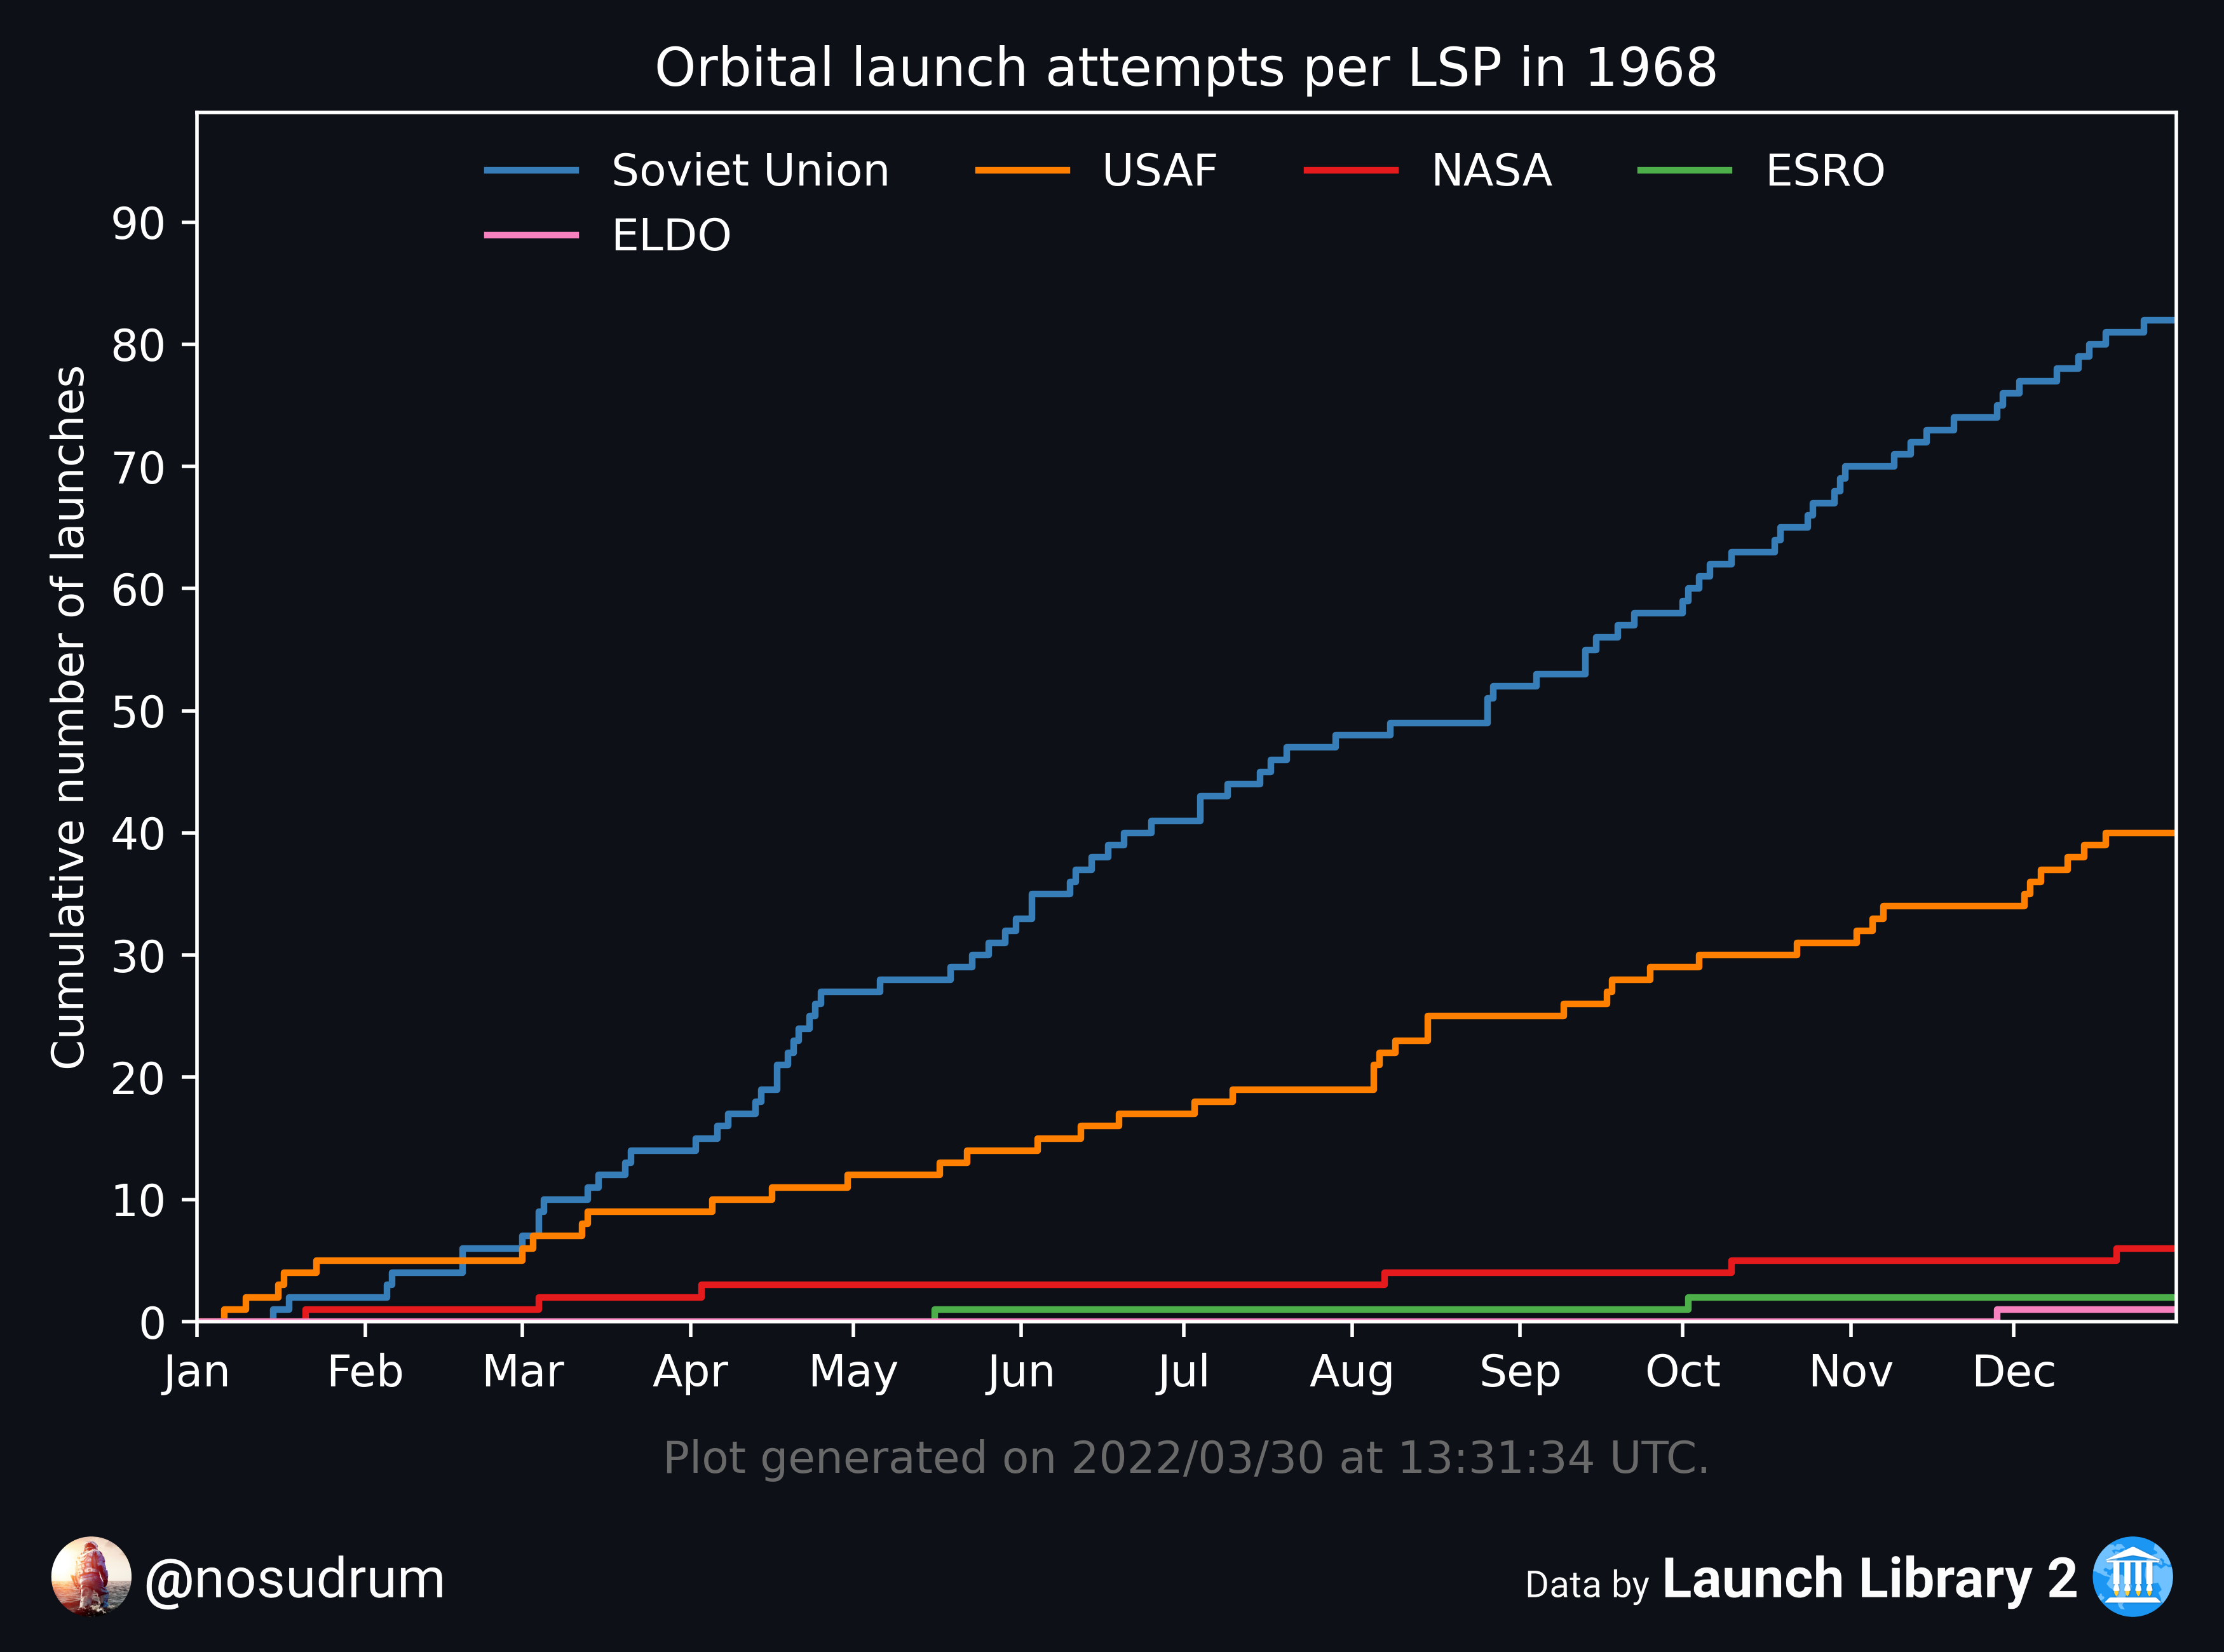 Orbital launch attempts per LSP in 1968
Soviet Union USAF NASA ESRO
ELDO
90
80
70
60
50
40
30
20
10
0
Cumulative number of launches
Jan Feb Mar Apr May Jun Jul Aug Sep Oct Nov Dec
Plot generated on 2022/03/30 at 13:31:34 UTC.
@nosudrum
Data by Launch Library 2